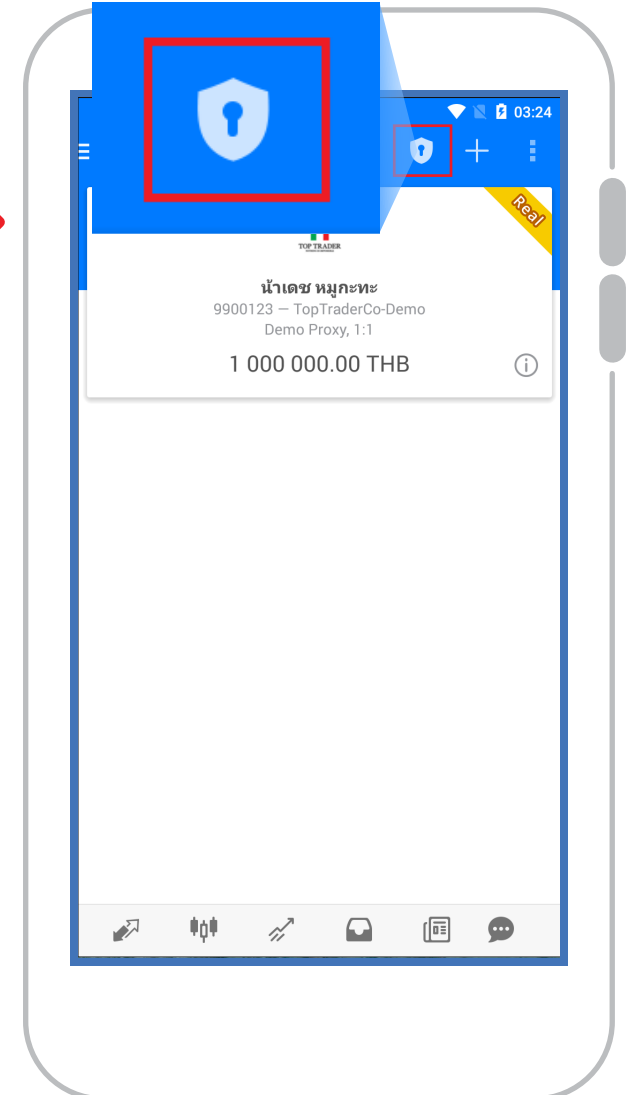 03:24
Real
TOP TRADER
น้าเดช หมูกะทะ
9900123 — TopTraderCo-Demo
Demo Proxy, 1:1
1 000 000.00 THB